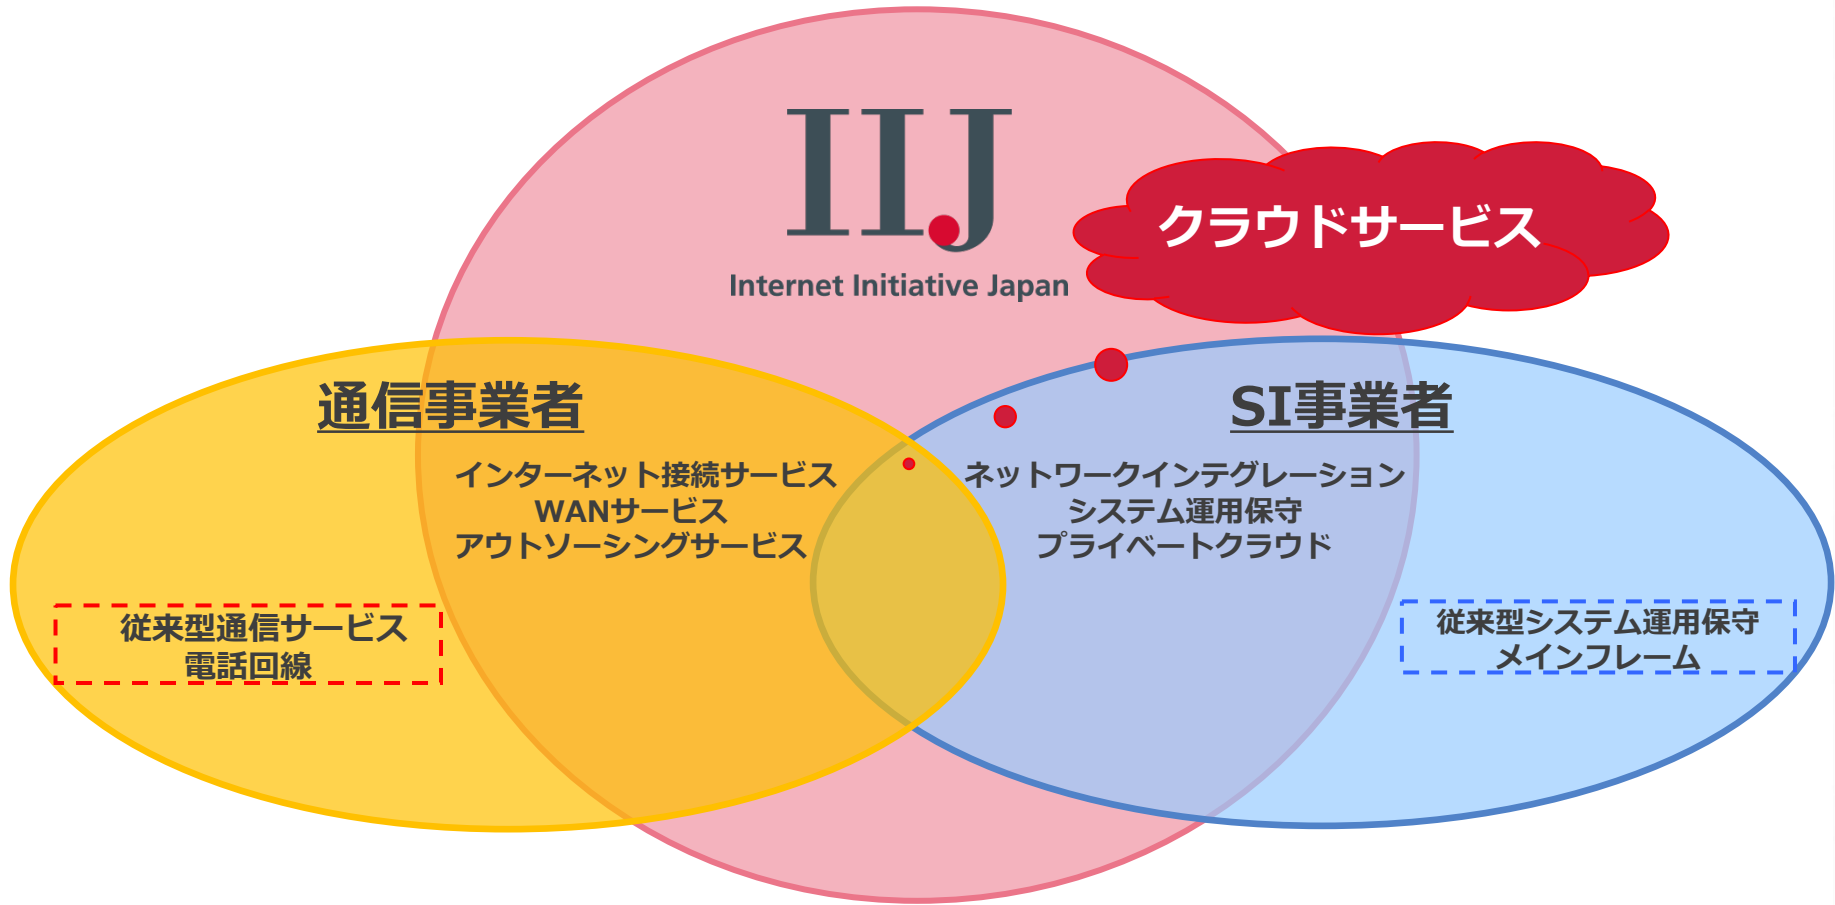 IIJ
Internet Initiative Japan
クラウドサービス
通信事業者
インターネット接続サービス
WANサービス
アウトソーシングサービス
従来型通信サービス
電話回線
SI事業者
ネットワークインテグレーション
システム運用保守
プライベートクラウド
従来型システム運用保守
メインフレーム